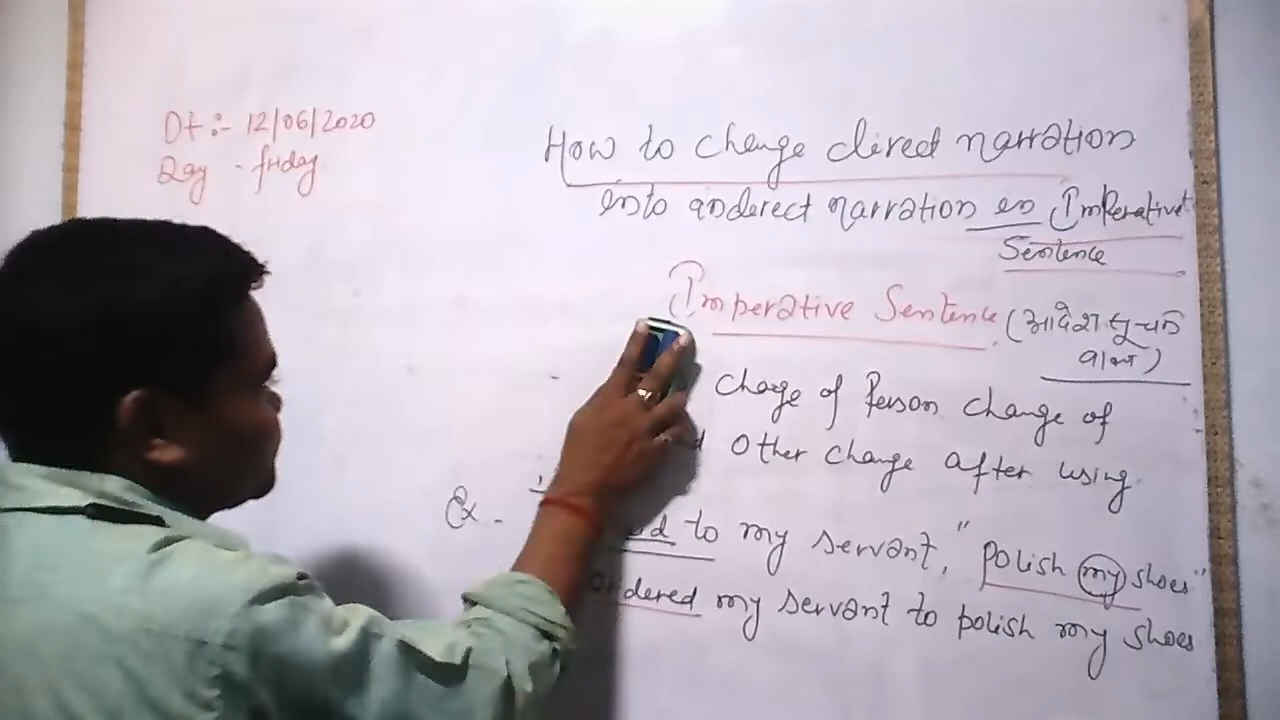 Dt:- 12/06/2020
Day - friday
How to change direct narration
into anderect narration in Imperative
Sentence
Imperative Sentence (आदेश सूचक
वाक्य)
Change of Person change of
Other change after using
Ex - to my servant, "Polish my shoes"
ordered my servant to polish my shoes